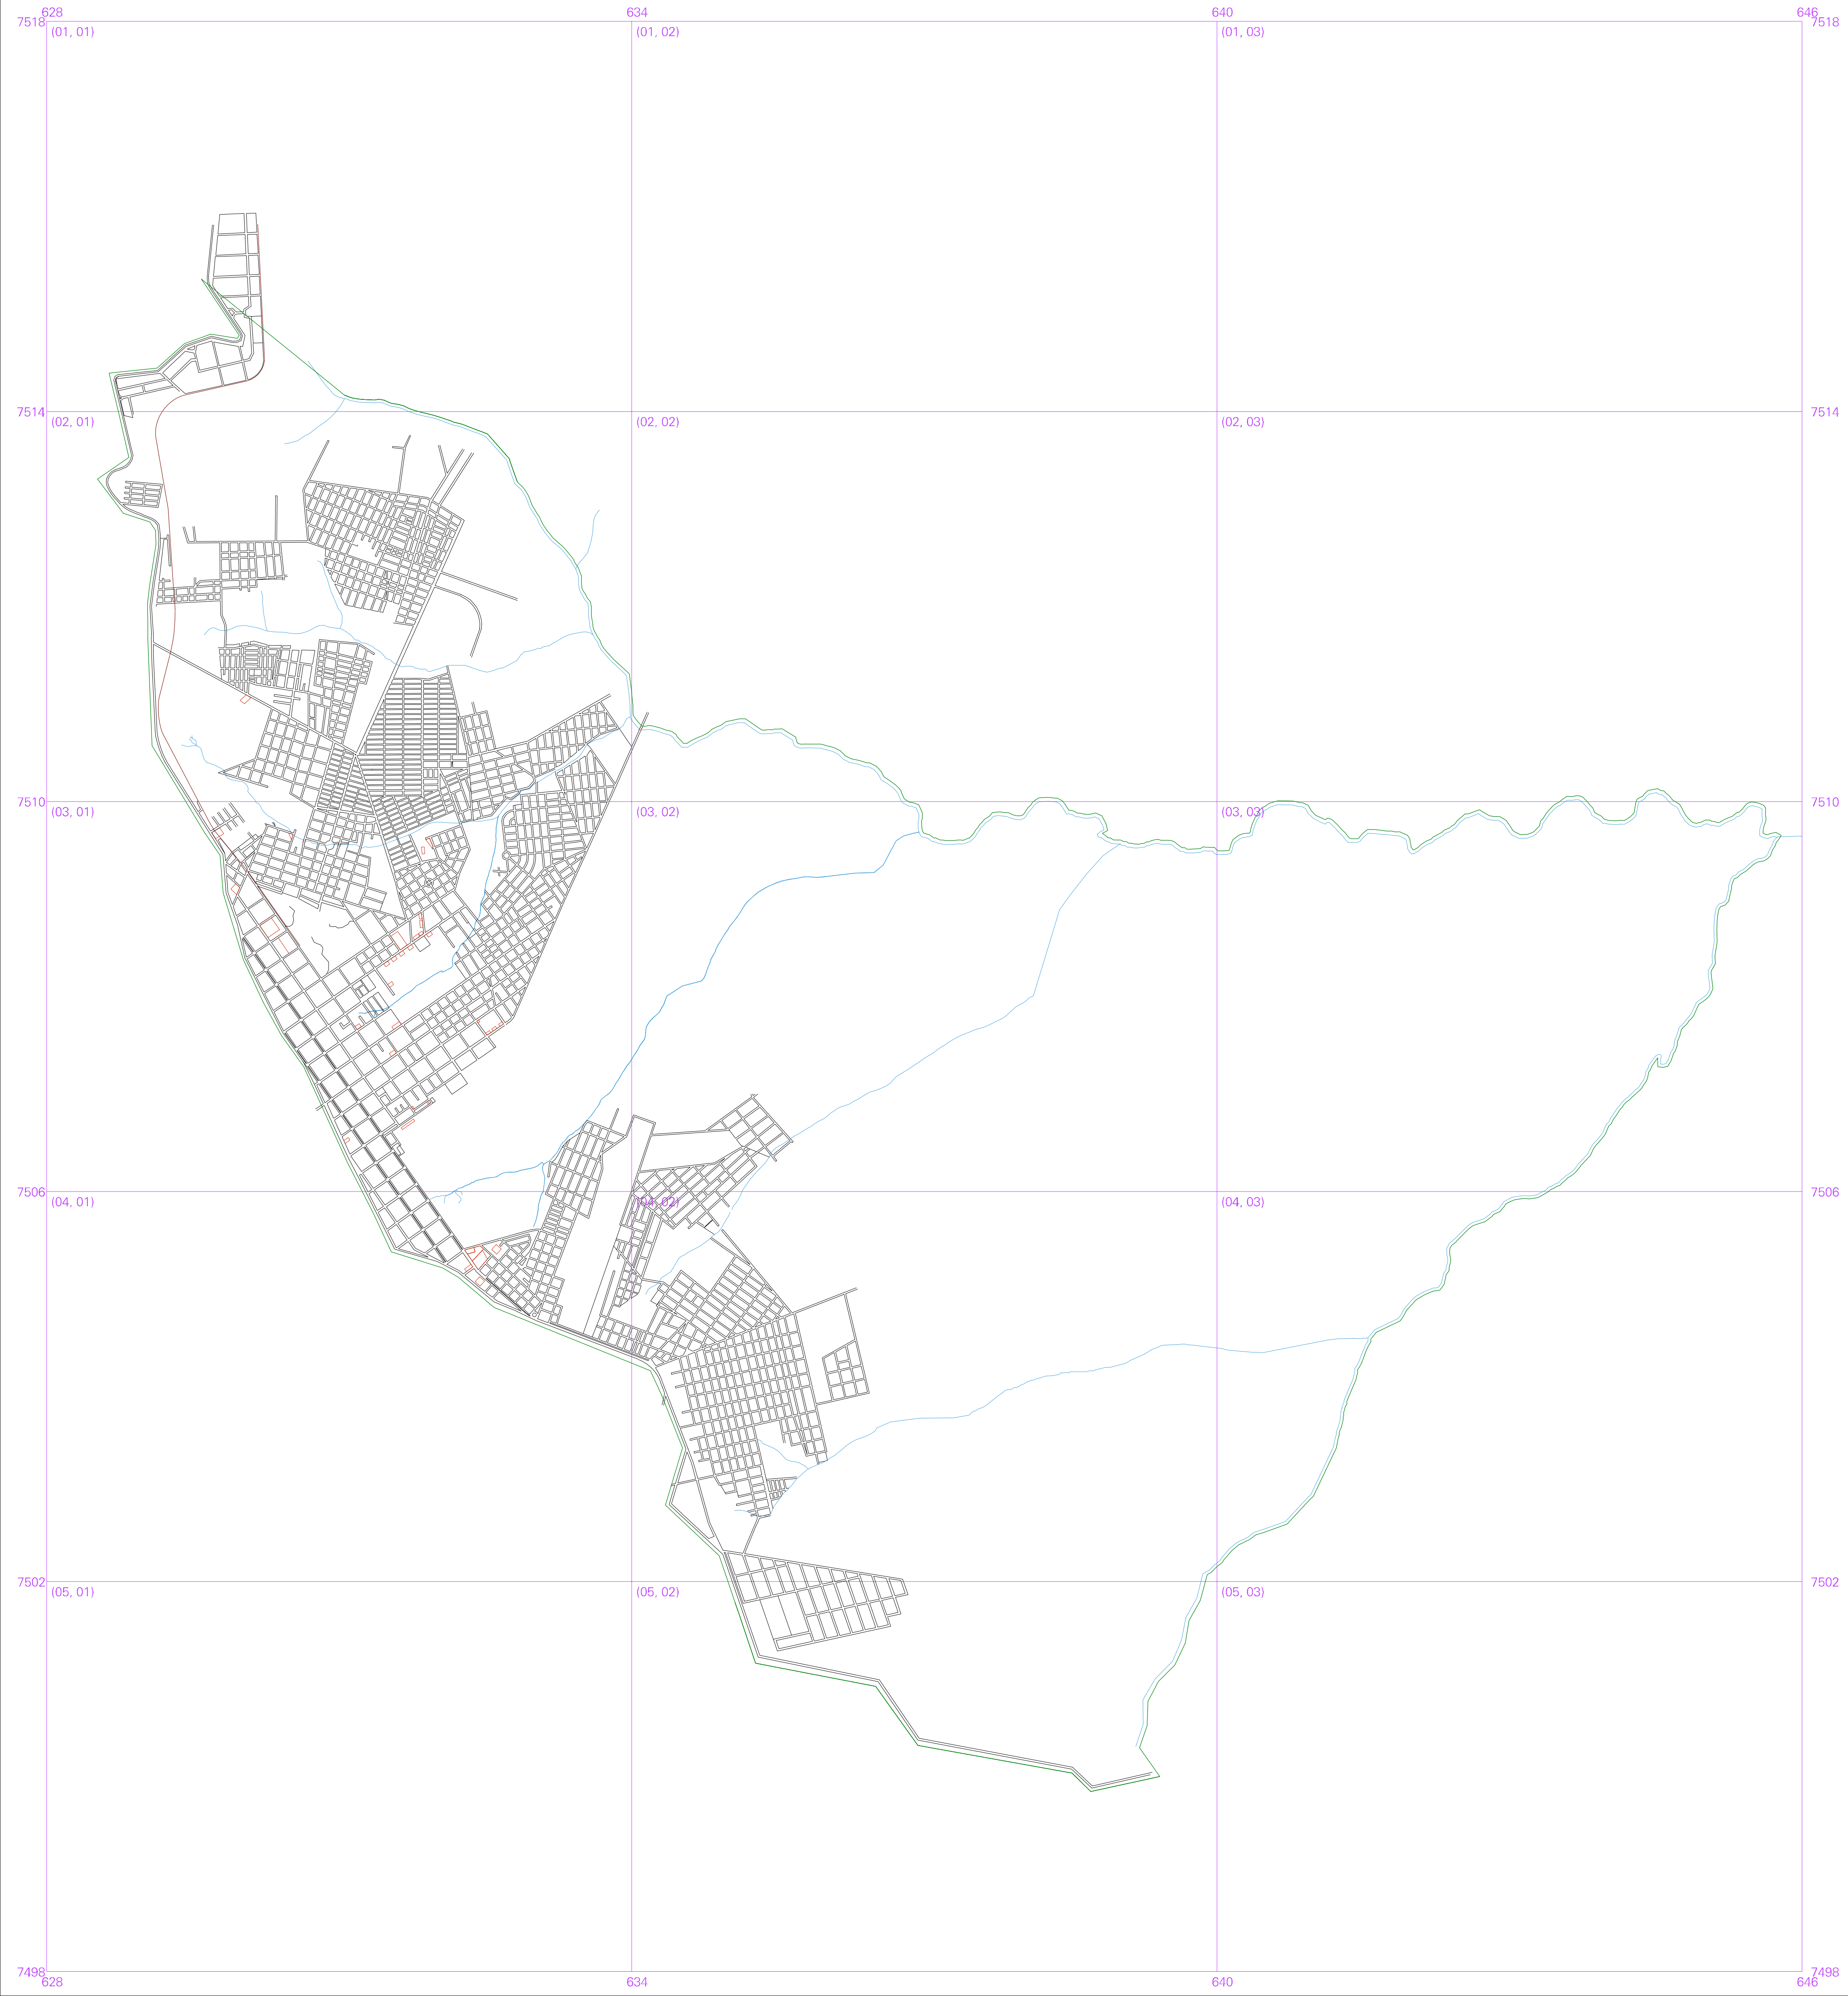 628 634 640 646
7518 7518
(01, 01) (01, 02) (01, 03)
7514 7514
(02, 01) (02, 02) (02, 03)
7510 7510
(03, 01) (03, 02) (03, 03)
7506 7506
(04, 01) (04, 02) (04, 03)
7502 7502
(05, 01) (05, 02) (05, 03)
7498 7498
628 634 640 646